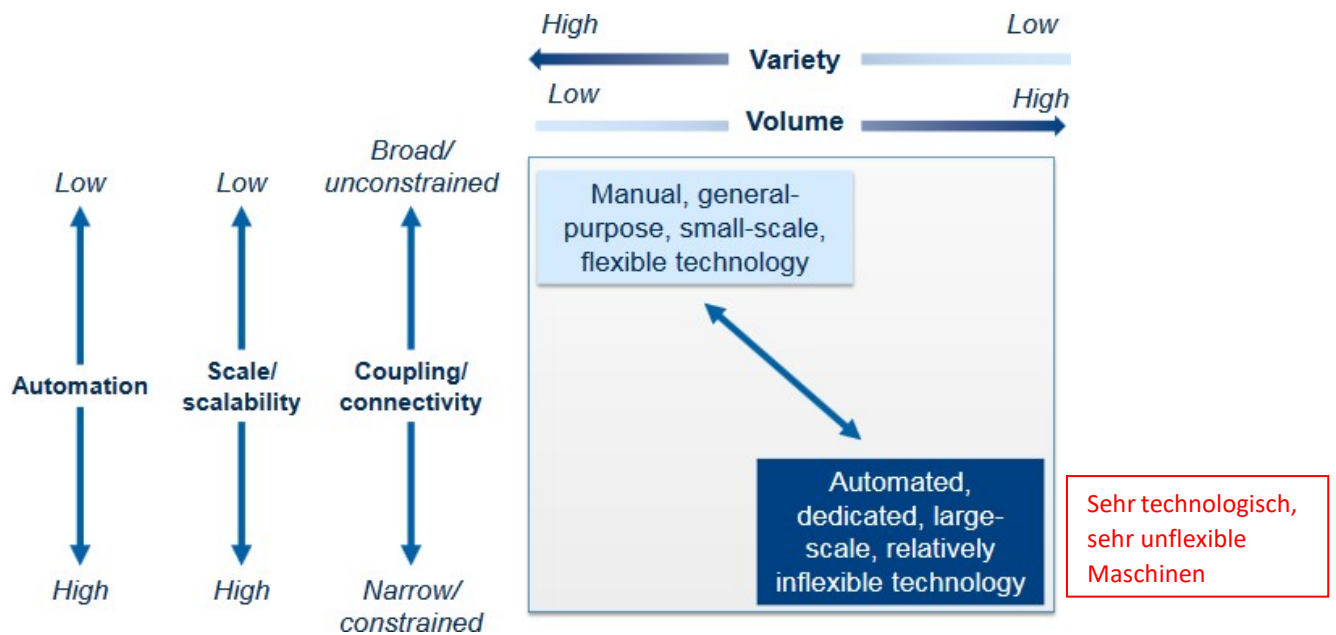 High
Low
Variety
Low
High
Volume
Broad/
unconstrained
Low
Low
Manual, general-
purpose, small-scale,
flexible technology
Automation
Scale/
scalability
Coupling/
connectivity
Automated,
dedicated, large-
scale, relatively
inflexible technology
Sehr technologisch,
sehr unflexible
Maschinen
High
High
Narrow/
constrained